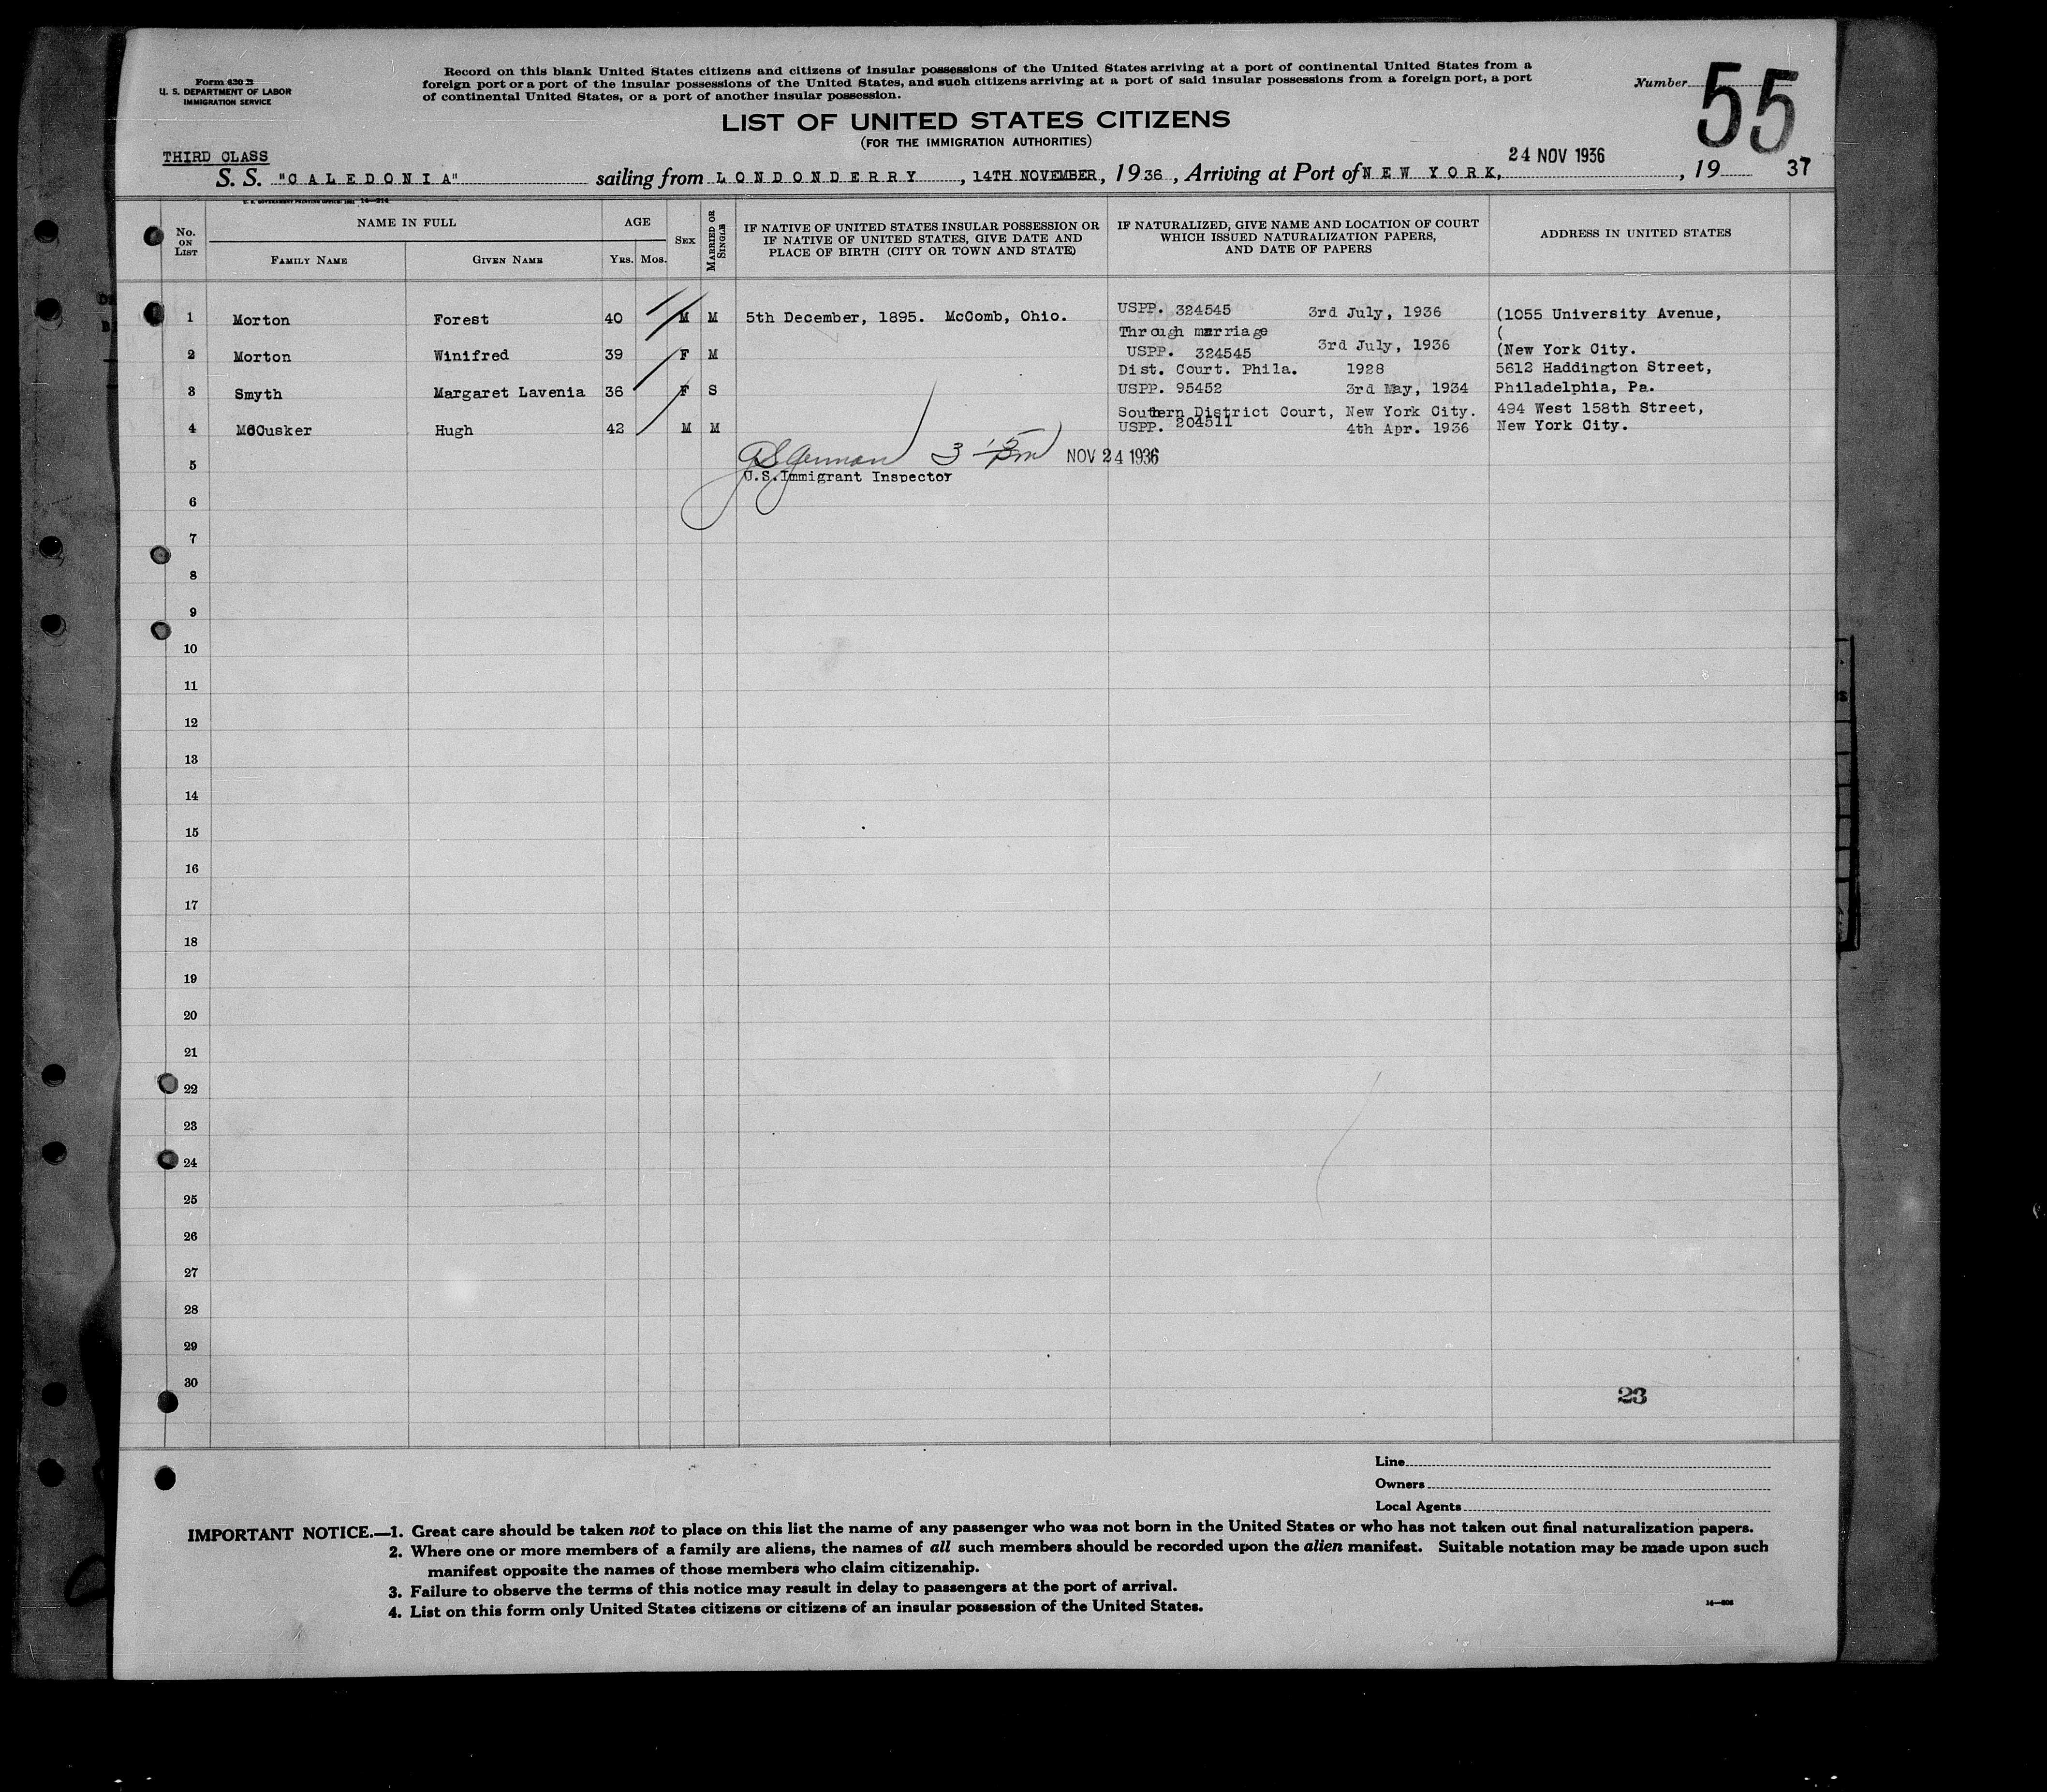 Form 630 B
U. S. DEPARTMENT OF LABOR
IMMIGRATION SERVICE
Record on this blank United States citizens and citizens of insular possessions of the United States arriving at a port of continental United States from a
foreign port or a port of the insular possessions of the United States, and such citizens arriving at a port of said insular possessions from a foreign port, a port
of continental United States, or a port of another insular possession.
Number 55
LIST OF UNITED STATES CITIZENS
(FOR THE IMMIGRATION AUTHORITIES)
THIRD CLASS
S. S. "CALEDONIA" sailing from LONDONDERRY, 14TH NOVEMBER, 1936, Arriving at Port of NEW YORK, 24 NOV 1936, 19 37
No. ON LIST
NAME IN FULL
FAMILY NAME
GIVEN NAME
AGE
YRS. MOS.
SEX
MARRIED OR SINGLE
IF NATIVE OF UNITED STATES INSULAR POSSESSION OR
IF NATIVE OF UNITED STATES, GIVE DATE AND
PLACE OF BIRTH (CITY OR TOWN AND STATE)
IF NATURALIZED, GIVE NAME AND LOCATION OF COURT
WHICH ISSUED NATURALIZATION PAPERS,
AND DATE OF PAPERS
ADDRESS IN UNITED STATES
1 Morton Forest 40 M M 5th December, 1895. McComb, Ohio. USPP. 324545 3rd July, 1936 (1055 University Avenue,
Through marriage (
2 Morton Winifred 39 F M USPP. 324545 3rd July, 1936 (New York City.
Dist. Court. Phila. 1928 5612 Haddington Street,
3 Smyth Margaret Lavenia 36 F S USPP. 95452 3rd May, 1934 Philadelphia, Pa.
Southern District Court, New York City. 494 West 158th Street,
4 McCusker Hugh 42 M M USPP. 204511 4th Apr. 1936 New York City.
5 NOV 24 1936
U.S. Immigrant Inspector
6
7
8
9
10
11
12
13
14
15
16
17
18
19
20
21
22
23
24
25
26
27
28
29
30
23
Line
Owners
Local Agents
IMPORTANT NOTICE.—1. Great care should be taken not to place on this list the name of any passenger who was not born in the United States or who has not taken out final naturalization papers.
2. Where one or more members of a family are aliens, the names of all such members should be recorded upon the alien manifest. Suitable notation may be made upon such
manifest opposite the names of those members who claim citizenship.
3. Failure to observe the terms of this notice may result in delay to passengers at the port of arrival.
4. List on this form only United States citizens or citizens of an insular possession of the United States.